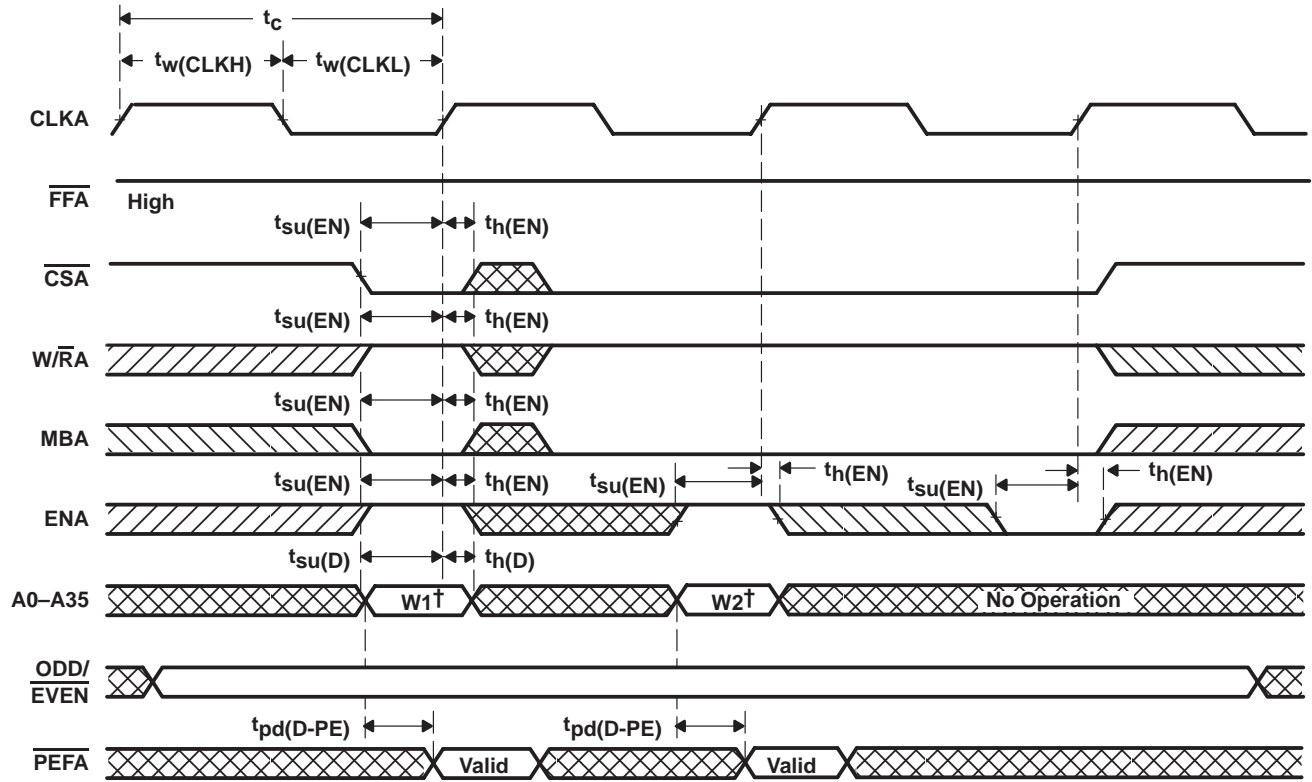 tc
tw(CLKH) tw(CLKL)
CLKA
FFA High
tsu(EN) th(EN)
CSA
tsu(EN) th(EN)
W/RA
tsu(EN) th(EN)
MBA
tsu(EN) th(EN) tsu(EN) th(EN) tsu(EN) th(EN)
ENA
tsu(D) th(D)
A0–A35 W1† W2† No Operation
ODD/
EVEN
tpd(D-PE) tpd(D-PE)
PEFA Valid Valid